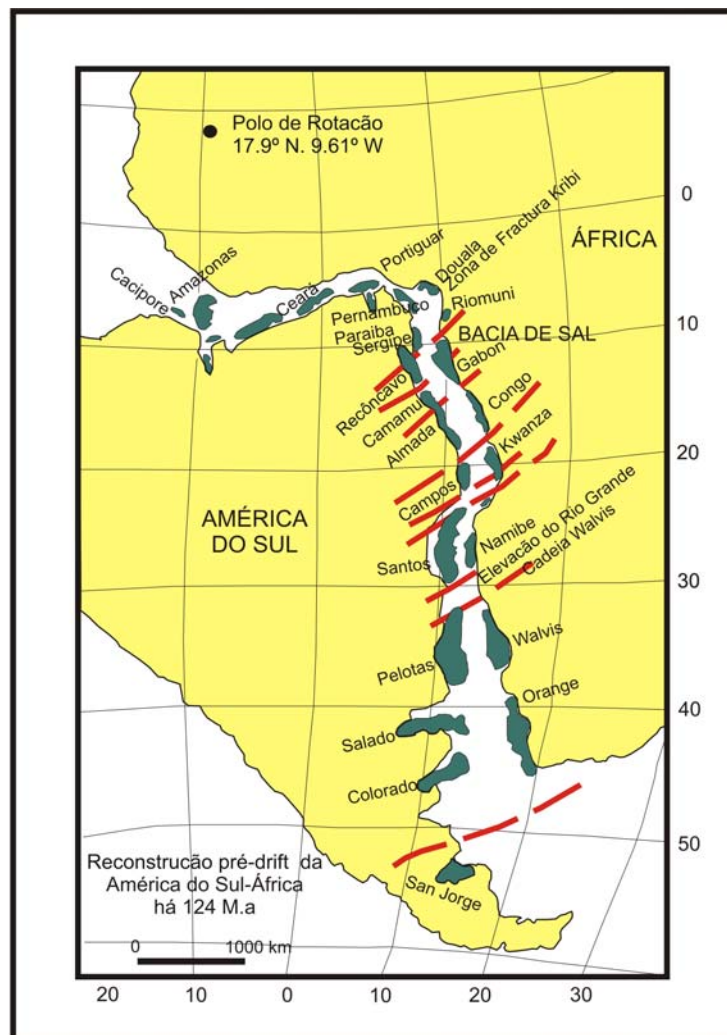 Polo de Rotacão
17.9º N. 9.61º W
0
ÁFRICA
Portiguar
Douala
Zona de Fractura Kribi
Amazonas
Cacipore
Ceará
Pernambuco
Riomuni
Paraiba
Sergipe
BACIA DE SAL
10
Gabon
Recôncavo
Camamu
Congo
Almada
Kwanza
20
Campos
AMÉRICA
DO SUL
Namibe
Elevacão do Rio Grande
Cadeia Walvis
Santos
30
Walvis
Pelotas
Orange
40
Salado
Colorado
50
Reconstrucão pré-drift da
América do Sul-África
há 124 M.a
San Jorge
0 1000 km
20 10 0 10 20 30